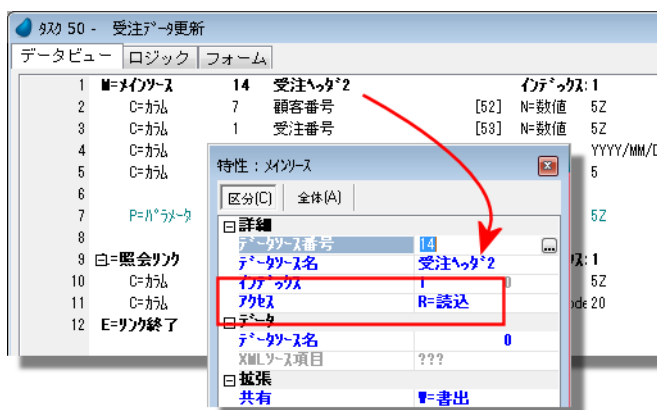 ﾀｽｸ 50 - 受注ﾃﾞｰﾀ更新
データビュー ロジック フォーム
1 M=ﾒｲﾝｿｰｽ 14 受注ﾍｯﾀﾞ2 ｲﾝﾃﾞｯｸｽ: 1
2 C=ｶﾗﾑ 7 顧客番号 [52] N=数値 5Z
3 C=ｶﾗﾑ 1 受注番号 [53] N=数値 5Z
4 C=ｶﾗﾑ YYYY/MM/D
5 C=ｶﾗﾑ 5
6
7 P=ﾊﾟﾗﾒｰﾀ 5Z
8
9 =照会ﾘﾝｸ ｸｽ: 1
10 C=ｶﾗﾑ 5Z
11 C=ｶﾗﾑ ode 20
12 E=ﾘﾝｸ終了
特性 : ﾒｲﾝｿｰｽ
区分(C) 全体(A)
詳細
ﾃﾞｰﾀｿｰｽ番号 14 ...
ﾃﾞｰﾀｿｰｽ名 受注ﾍｯﾀﾞ2
ｲﾝﾃﾞｯｸｽ 1 0
ｱｸｾｽ R=読込
ﾃﾞｰﾀ
ﾃﾞｰﾀｿｰｽ名 0
XMLｿｰｽ項目 ???
拡張
共有 W=書出